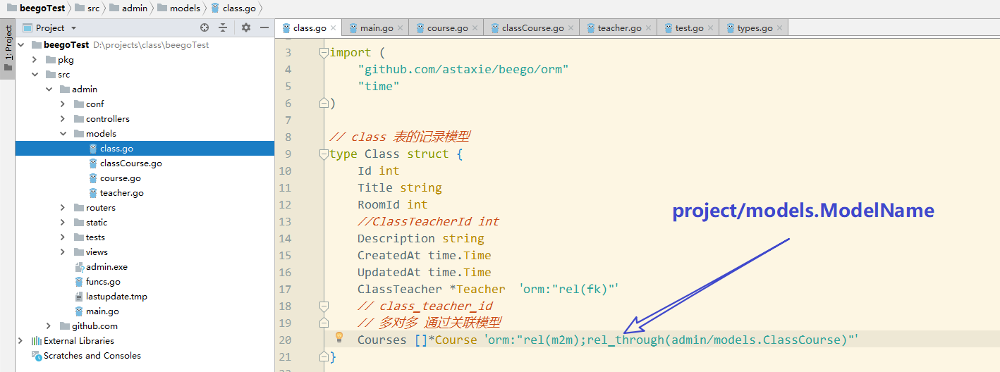 beegoTest src admin models class.go
1: Project
Project
beegoTest D:\projects\class\beegoTest
pkg
src
admin
conf
controllers
models
class.go
classCourse.go
course.go
teacher.go
routers
static
tests
views
admin.exe
funcs.go
lastupdate.tmp
main.go
github.com
External Libraries
Scratches and Consoles
class.go main.go course.go classCourse.go teacher.go test.go types.go
3 import (
4 "github.com/astaxie/beego/orm"
5 "time"
6 )
7
8 // class 表的记录模型
9 type Class struct {
10 Id int
11 Title string
12 RoomId int
13 //ClassTeacherId int
14 Description string
15 CreatedAt time.Time
16 UpdatedAt time.Time
17 ClassTeacher *Teacher `orm:"rel(fk)"`
18 // class_teacher_id
19 // 多对多 通过关联模型
20 Courses []*Course `orm:"rel(m2m);rel_through(admin/models.ClassCourse)"`
21 }
project/models.ModelName